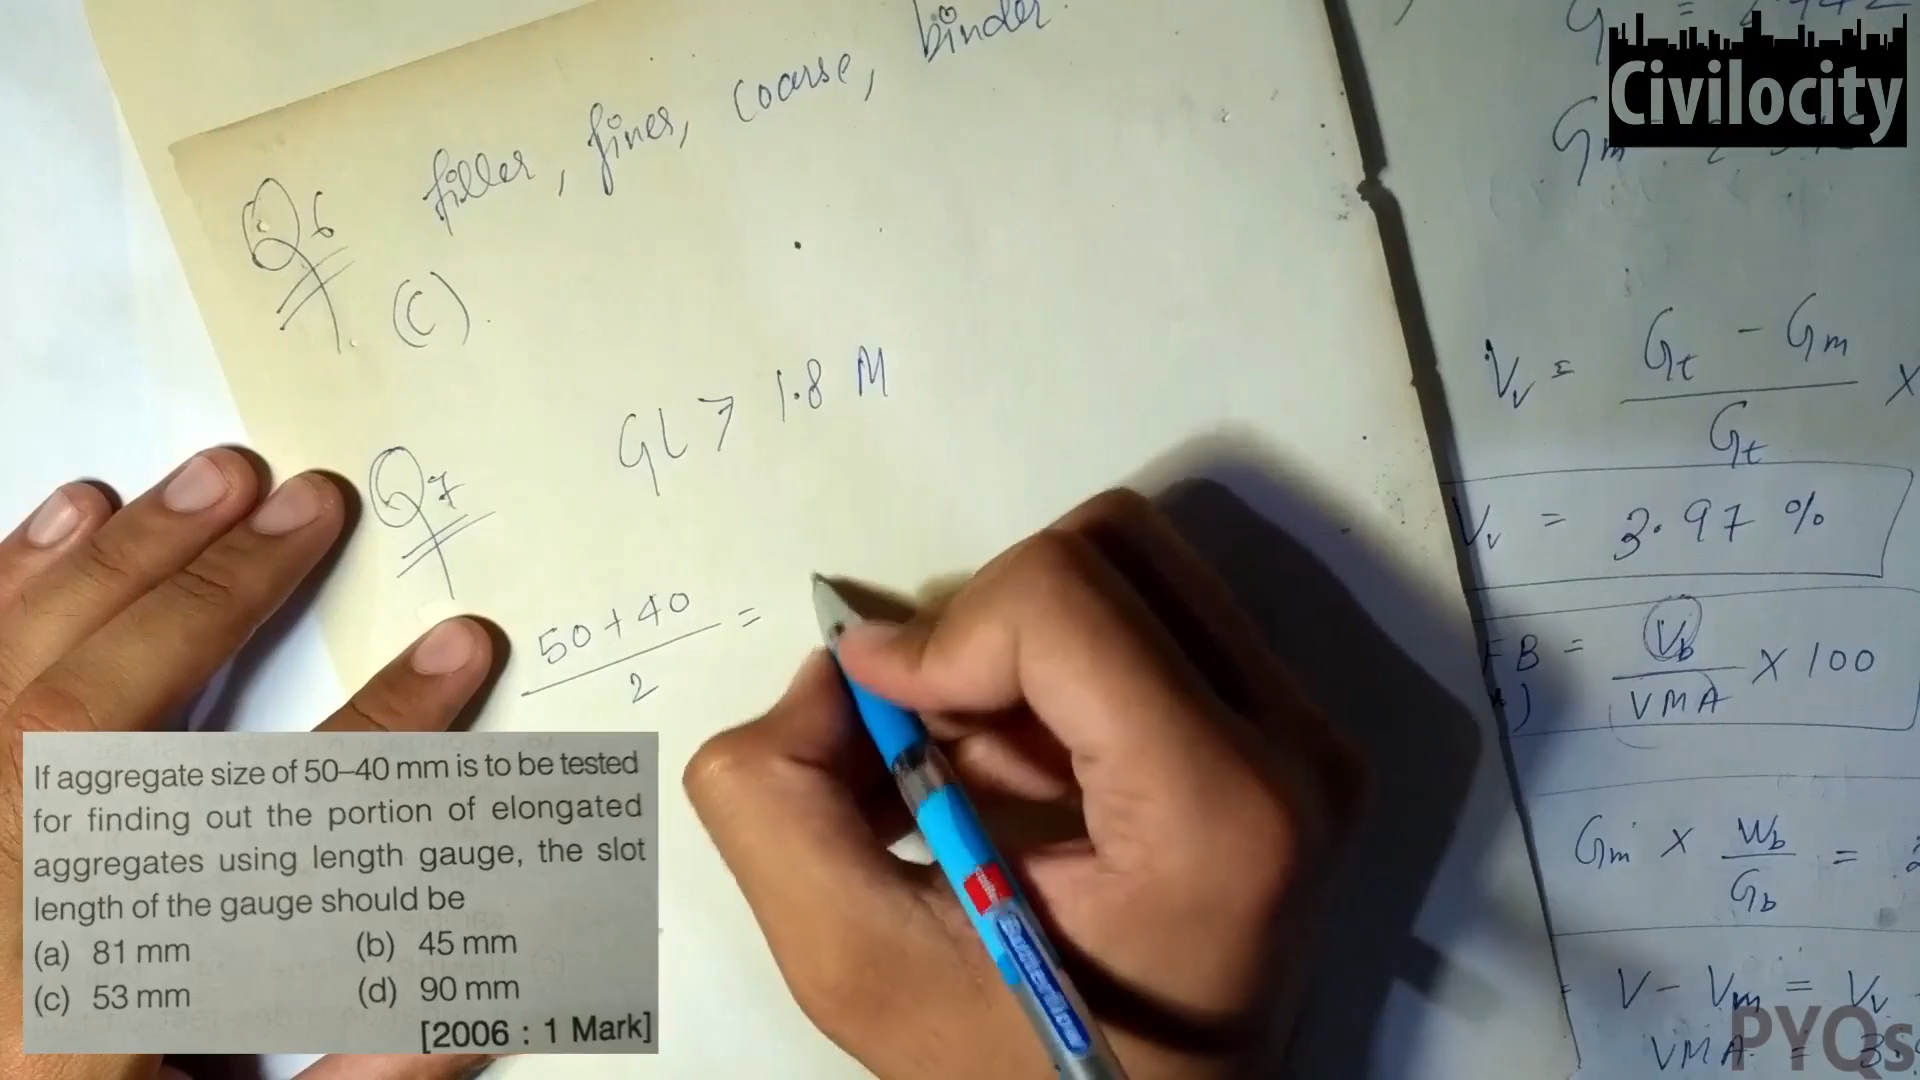 Civilocity
filler, fines, coarse, binder
Q6
(C).
Q7
GL > 1.8 M
50 + 40
2
=
If aggregate size of 50–40 mm is to be tested
for finding out the portion of elongated
aggregates using length gauge, the slot
length of the gauge should be
(a) 81 mm (b) 45 mm
(c) 53 mm (d) 90 mm
[2006 : 1 Mark]
Gm
Vv = Gt - Gm ×
Gt
Vv = 3.97 %
FB = Vb × 100
VMA
Gm × Wb =
Gb
= V - Vm = Vv
VMA =
PYQs